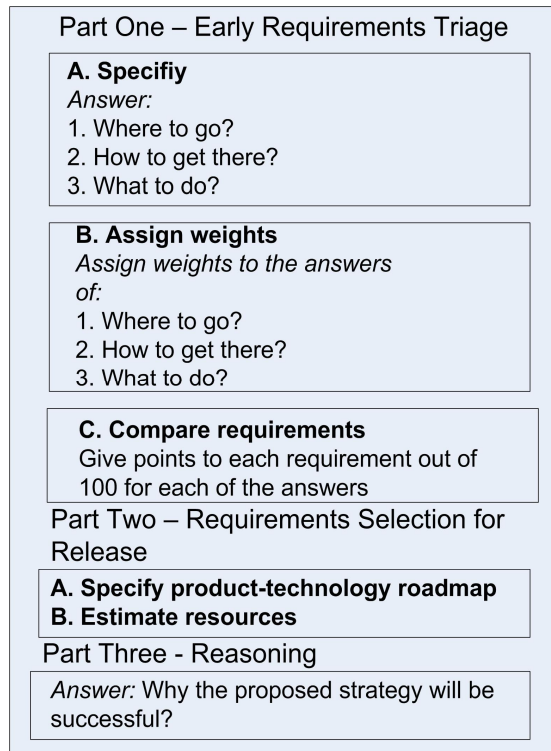 Part One – Early Requirements Triage
A. Specifiy
Answer:
1. Where to go?
2. How to get there?
3. What to do?
B. Assign weights
Assign weights to the answers
of:
1. Where to go?
2. How to get there?
3. What to do?
C. Compare requirements
Give points to each requirement out of
100 for each of the answers
Part Two – Requirements Selection for
Release
A. Specify product-technology roadmap
B. Estimate resources
Part Three - Reasoning
Answer: Why the proposed strategy will be
successful?